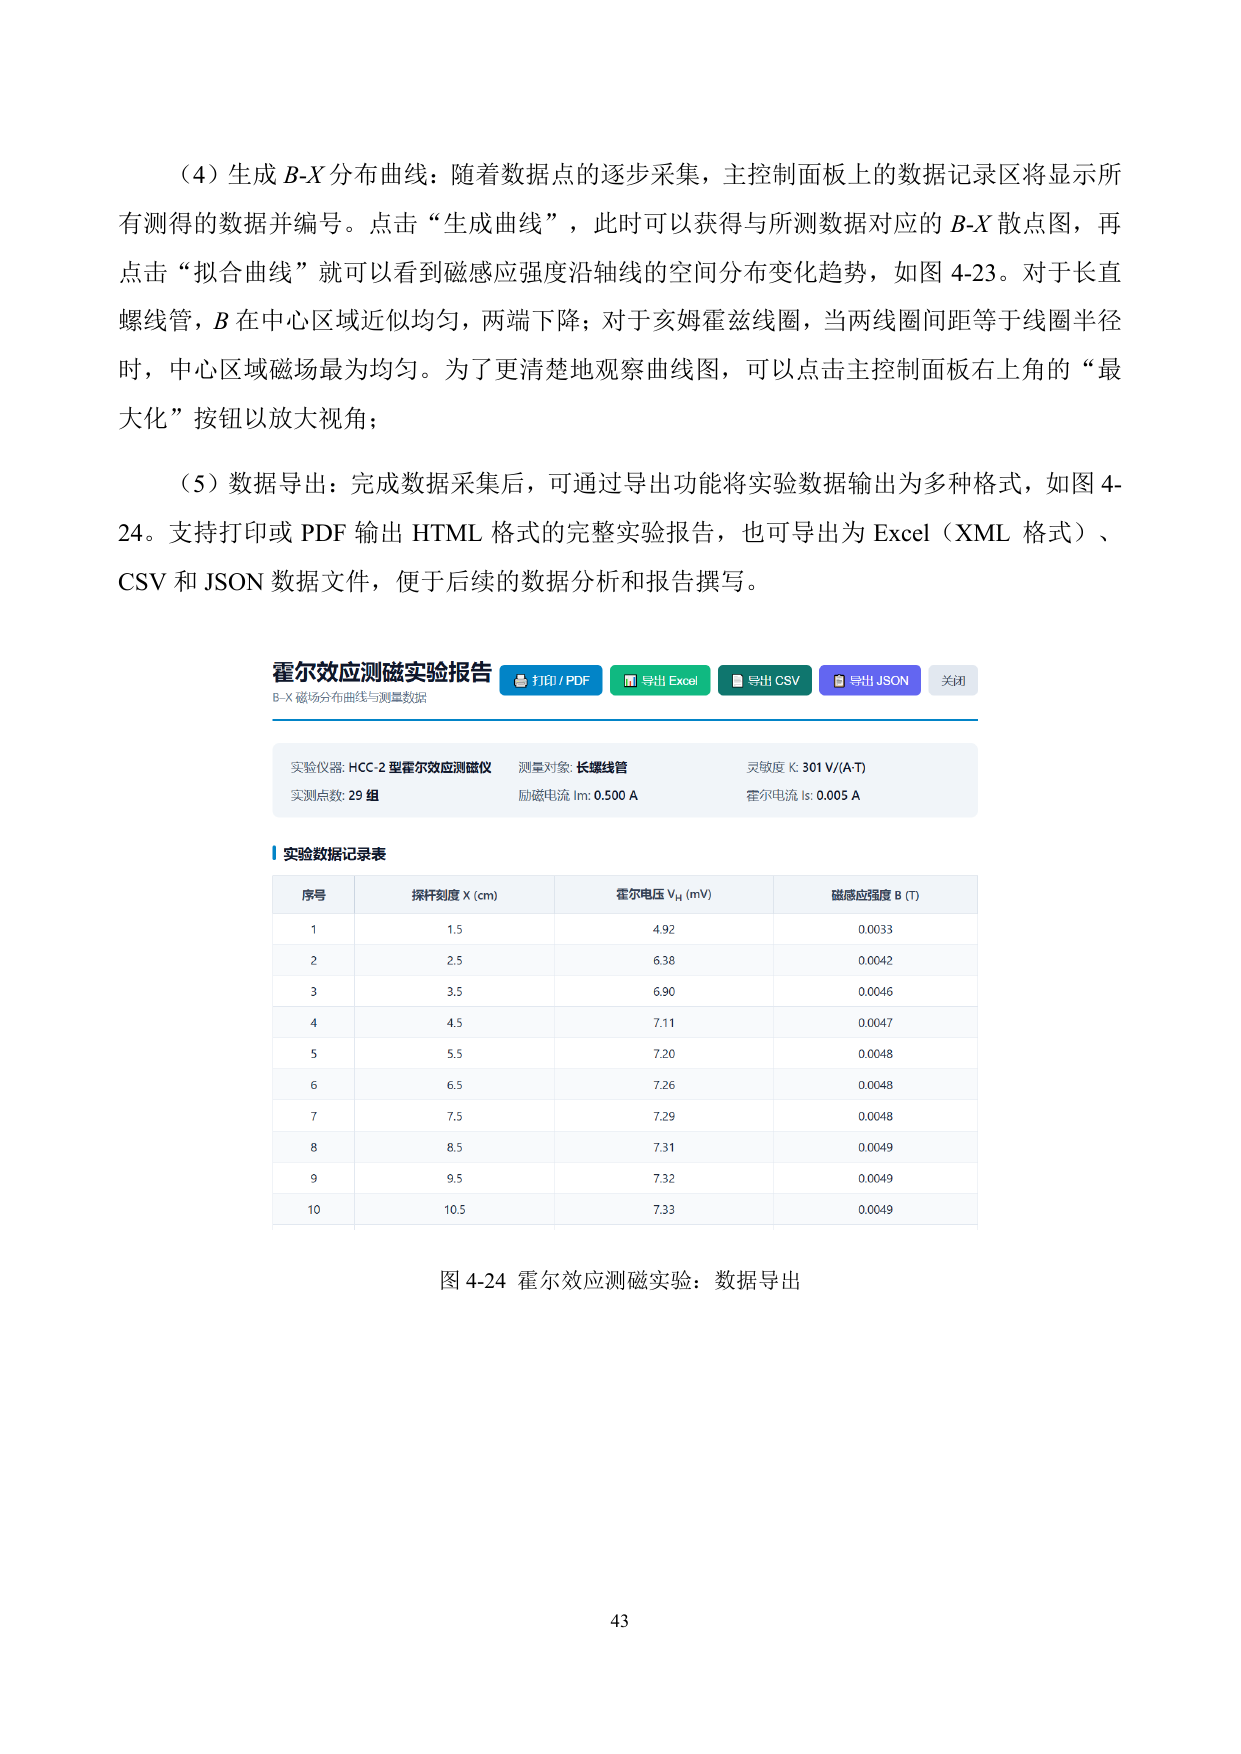 （4）生成 B-X 分布曲线：随着数据点的逐步采集，主控制面板上的数据记录区将显示所
有测得的数据并编号。点击“生成曲线”，此时可以获得与所测数据对应的 B-X 散点图，再
点击“拟合曲线”就可以看到磁感应强度沿轴线的空间分布变化趋势，如图 4-23。对于长直
螺线管，B 在中心区域近似均匀，两端下降；对于亥姆霍兹线圈，当两线圈间距等于线圈半径
时，中心区域磁场最为均匀。为了更清楚地观察曲线图，可以点击主控制面板右上角的“最
大化”按钮以放大视角；
（5）数据导出：完成数据采集后，可通过导出功能将实验数据输出为多种格式，如图 4-
24。支持打印或 PDF 输出 HTML 格式的完整实验报告，也可导出为 Excel（XML 格式）、
CSV 和 JSON 数据文件，便于后续的数据分析和报告撰写。
霍尔效应测磁实验报告 打印 / PDF 导出 Excel 导出 CSV 导出 JSON 关闭
B-X 磁场分布曲线与测量数据
实验仪器: HCC-2 型霍尔效应测磁仪 测量对象: 长螺线管 灵敏度 K: 301 V/(A·T)
实测点数: 29 组 励磁电流 Im: 0.500 A 霍尔电流 Is: 0.005 A
实验数据记录表
序号 探杆刻度 X (cm) 霍尔电压 VH (mV) 磁感应强度 B (T)
1 1.5 4.92 0.0033
2 2.5 6.38 0.0042
3 3.5 6.90 0.0046
4 4.5 7.11 0.0047
5 5.5 7.20 0.0048
6 6.5 7.26 0.0048
7 7.5 7.29 0.0048
8 8.5 7.31 0.0049
9 9.5 7.32 0.0049
10 10.5 7.33 0.0049
图 4-24 霍尔效应测磁实验：数据导出
43